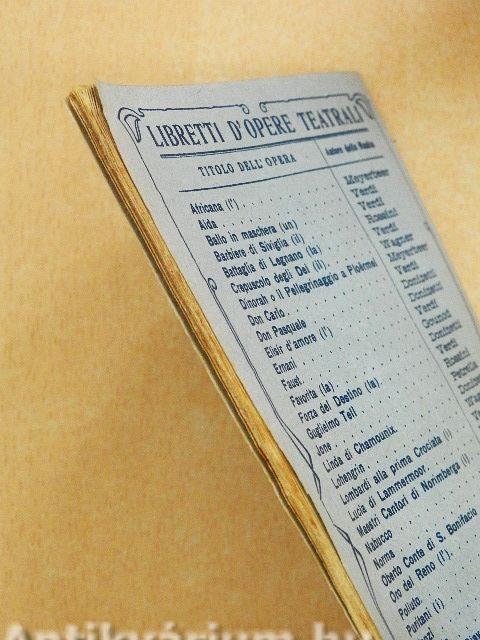 LIBRETTI D'OPERE TEATRALI
TITOLO DELL'OPERA Autore della Musica
Africana (l') Meyerbeer
Aida Verdi
Ballo in maschera (un) Verdi
Barbiere di Siviglia (il) Rossini
Battaglia di Legnano (la) Verdi
Crepuscolo degli Dei (il) Wagner
Dinorah o il Pellegrinaggio a Ploërmel Meyerbeer
Don Carlo Verdi
Don Pasquale Donizetti
Elisir d'amore (l') Donizetti
Ernani Verdi
Faust Gounod
Favorita (la) Donizetti
Forza del Destino (la) Verdi
Guglielmo Tell Rossini
Jone Petrella
Linda di Chamounix
Lohengrin
Lombardi alla prima Crociata (i)
Lucia di Lammermoor
Maestri Cantori di Norimberga (i)
Nabucco
Norma
Oberto Conte di S. Bonifacio
Oro del Reno (l')
Poliuto
Puritani (i)